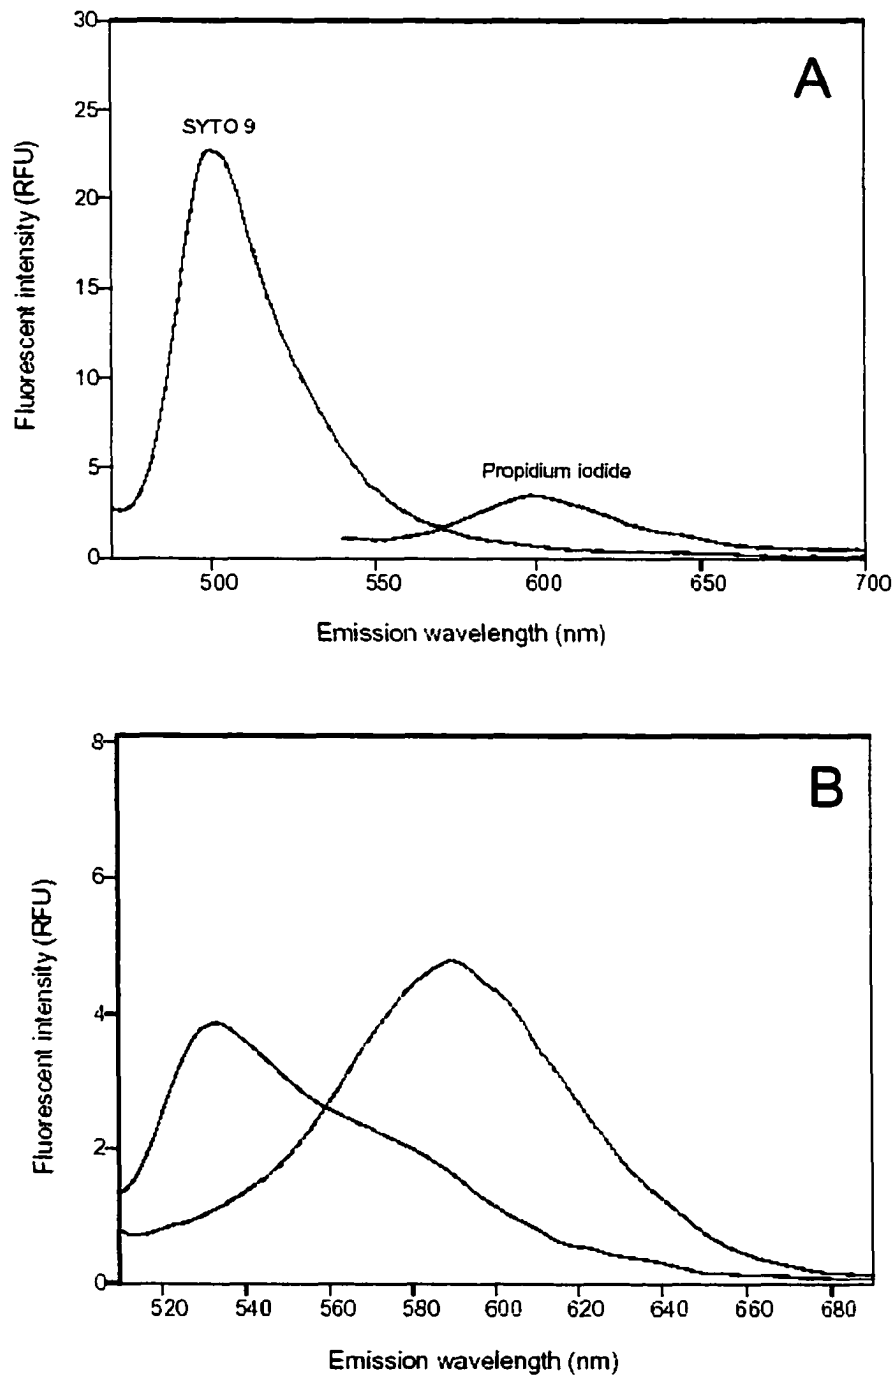 30
A
25
SYTO 9
20
15
10
Propidium iodide
5
0
500 550 600 650 700
Fluorescent intensity (RFU)
Emission wavelength (nm)
8
B
6
4
2
0
520 540 560 580 600 620 640 660 680
Fluorescent intensity (RFU)
Emission wavelength (nm)